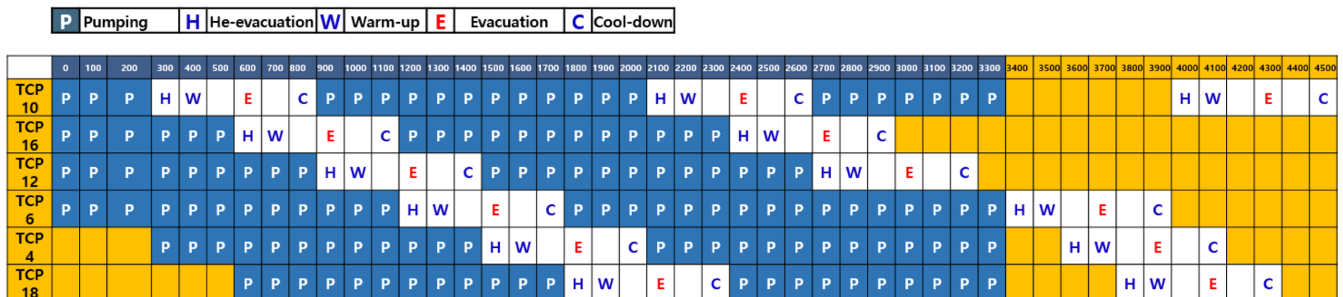 P Pumping H He-evacuation W Warm-up E Evacuation C Cool-down
0 100 200 300 400 500 600 700 800 900 1000 1100 1200 1300 1400 1500 1600 1700 1800 1900 2000 2100 2200 2300 2400 2500 2600 2700 2800 2900 3000 3100 3200 3300 3400 3500 3600 3700 3800 3900 4000 4100 4200 4300 4400 4500
TCP 10 P P P H W E C P P P P P P P P P P P P H W E C P P P P P P P H W E C
TCP 16 P P P P P P H W E C P P P P P P P P P P P P H W E C
TCP 12 P P P P P P P P P H W E C P P P P P P P P P P P P H W E C
TCP 6 P P P P P P P P P P P P H W E C P P P P P P P P P P P P P P P P H W E C
TCP 4 P P P P P P P P P P P P H W E C P P P P P P P P P P P P P H W E C
TCP 18 P P P P P P P P P P P P H W E C P P P P P P P P P P H W E C